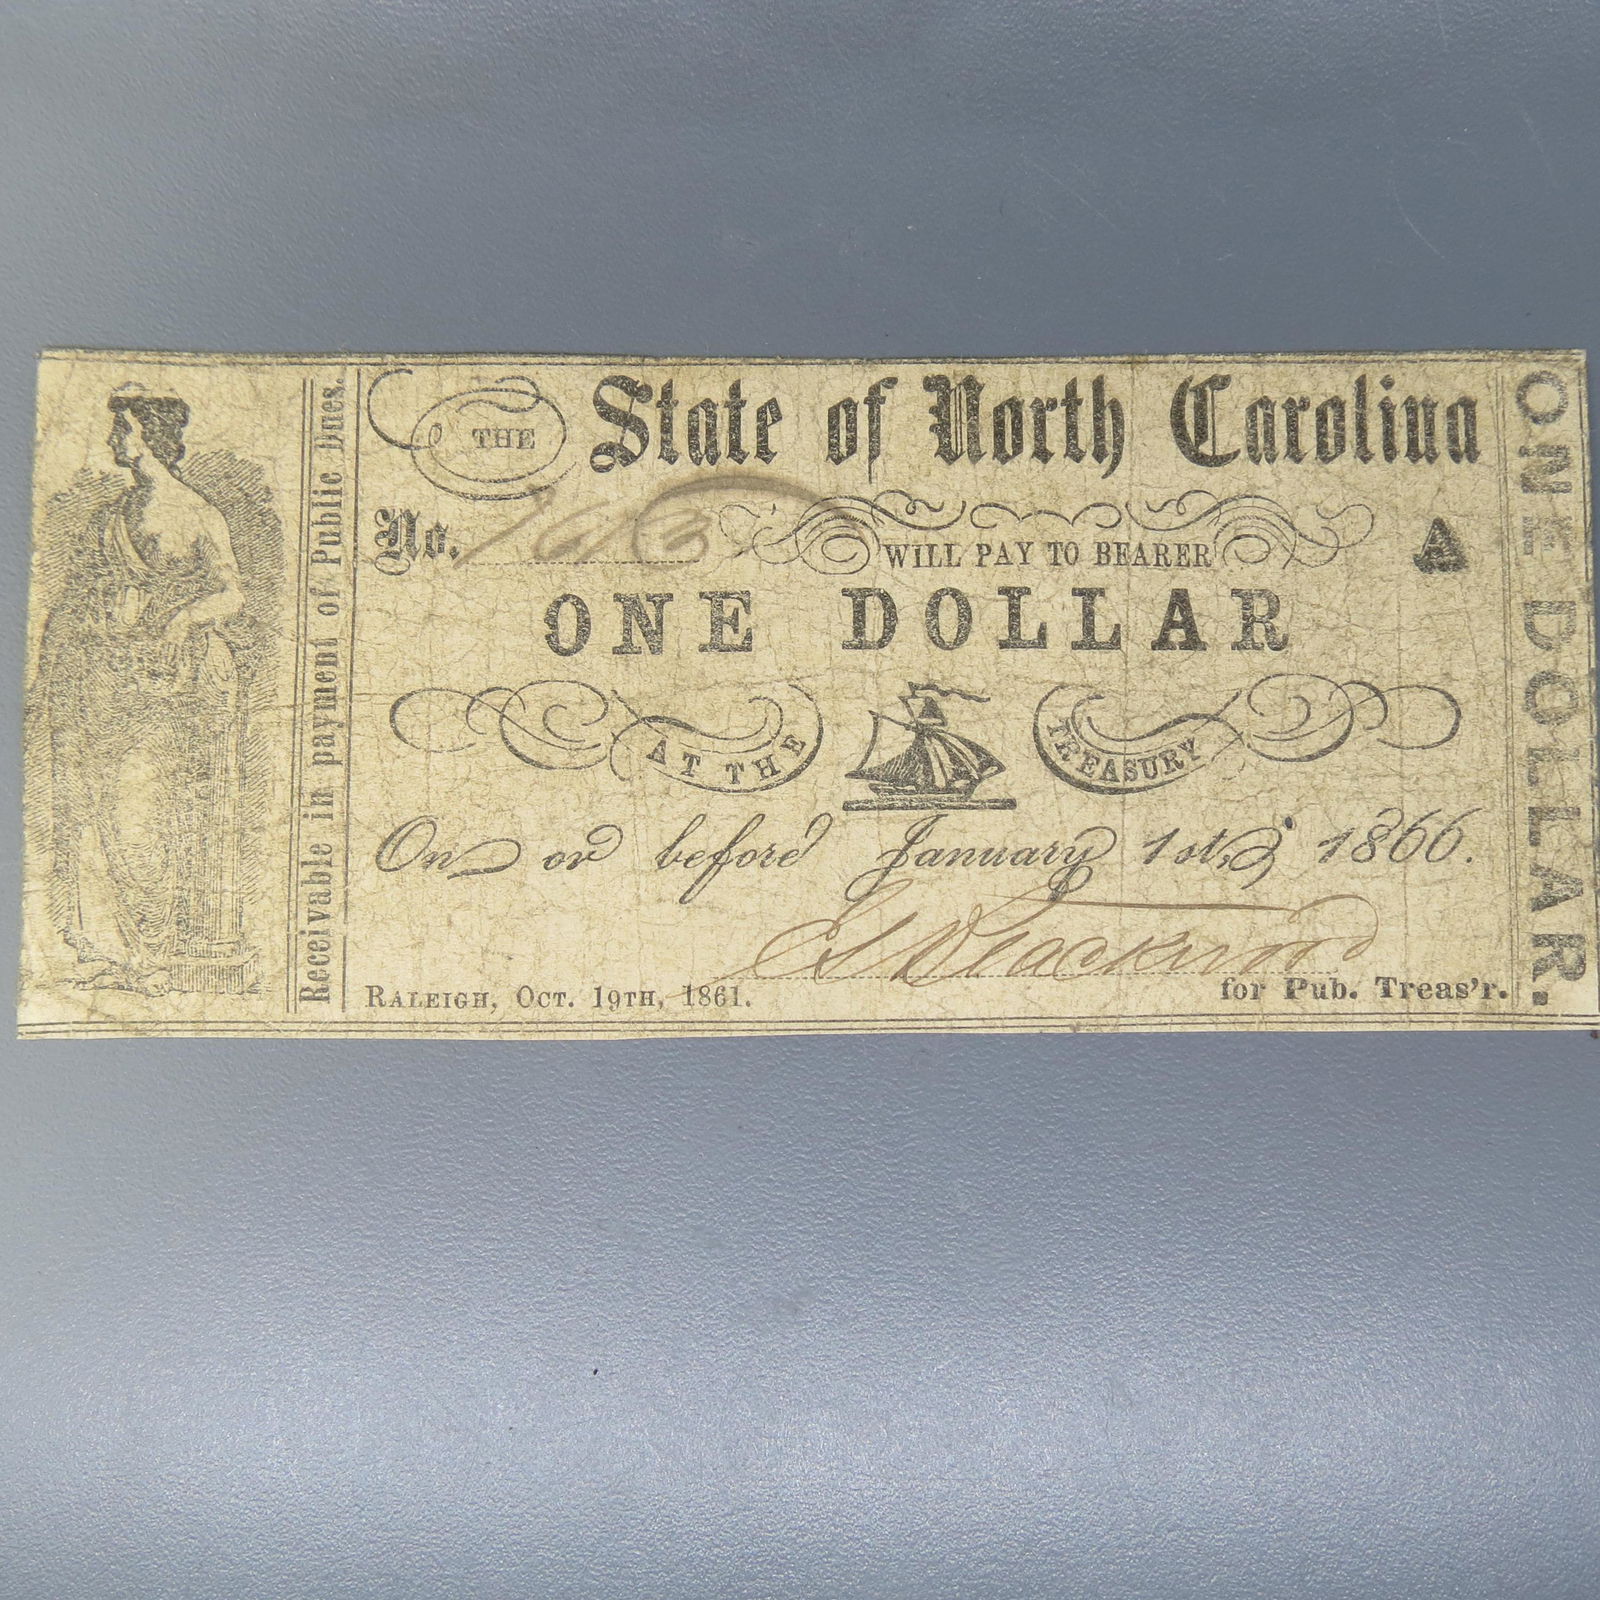 Receivable in payment of Public Dues.
THE State of North Carolina
No.
WILL PAY TO BEARER
A
ONE DOLLAR
AT THE TREASURY
On or before January 1st, 1866.
RALEIGH, OCT. 19TH, 1861.
for Pub. Treas'r.
ONE DOLLAR.